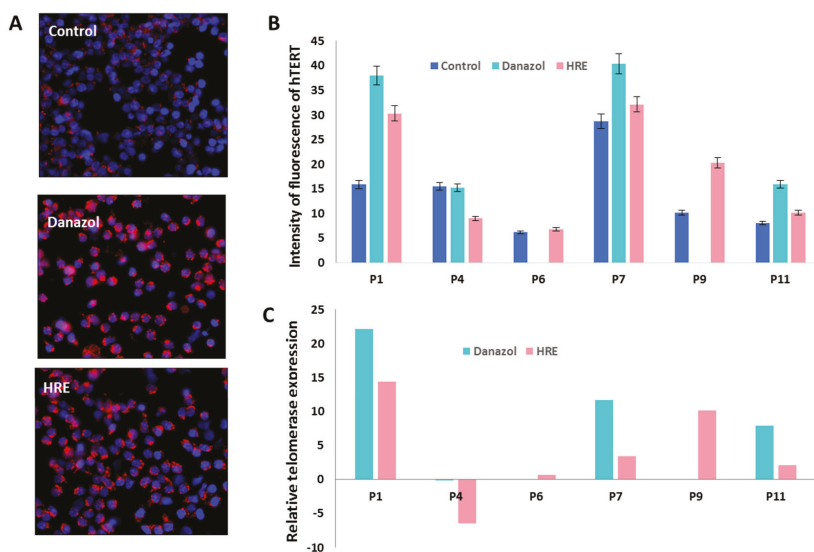 A
Control
Danazol
HRE
B
Intensity of fluorescence of hTERT
45
40
35
30
25
20
15
10
5
0
Control Danazol HRE
P1 P4 P6 P7 P9 P11
C
Relative telomerase expression
25
20
15
10
5
0
-5
-10
Danazol HRE
P1 P4 P6 P7 P9 P11